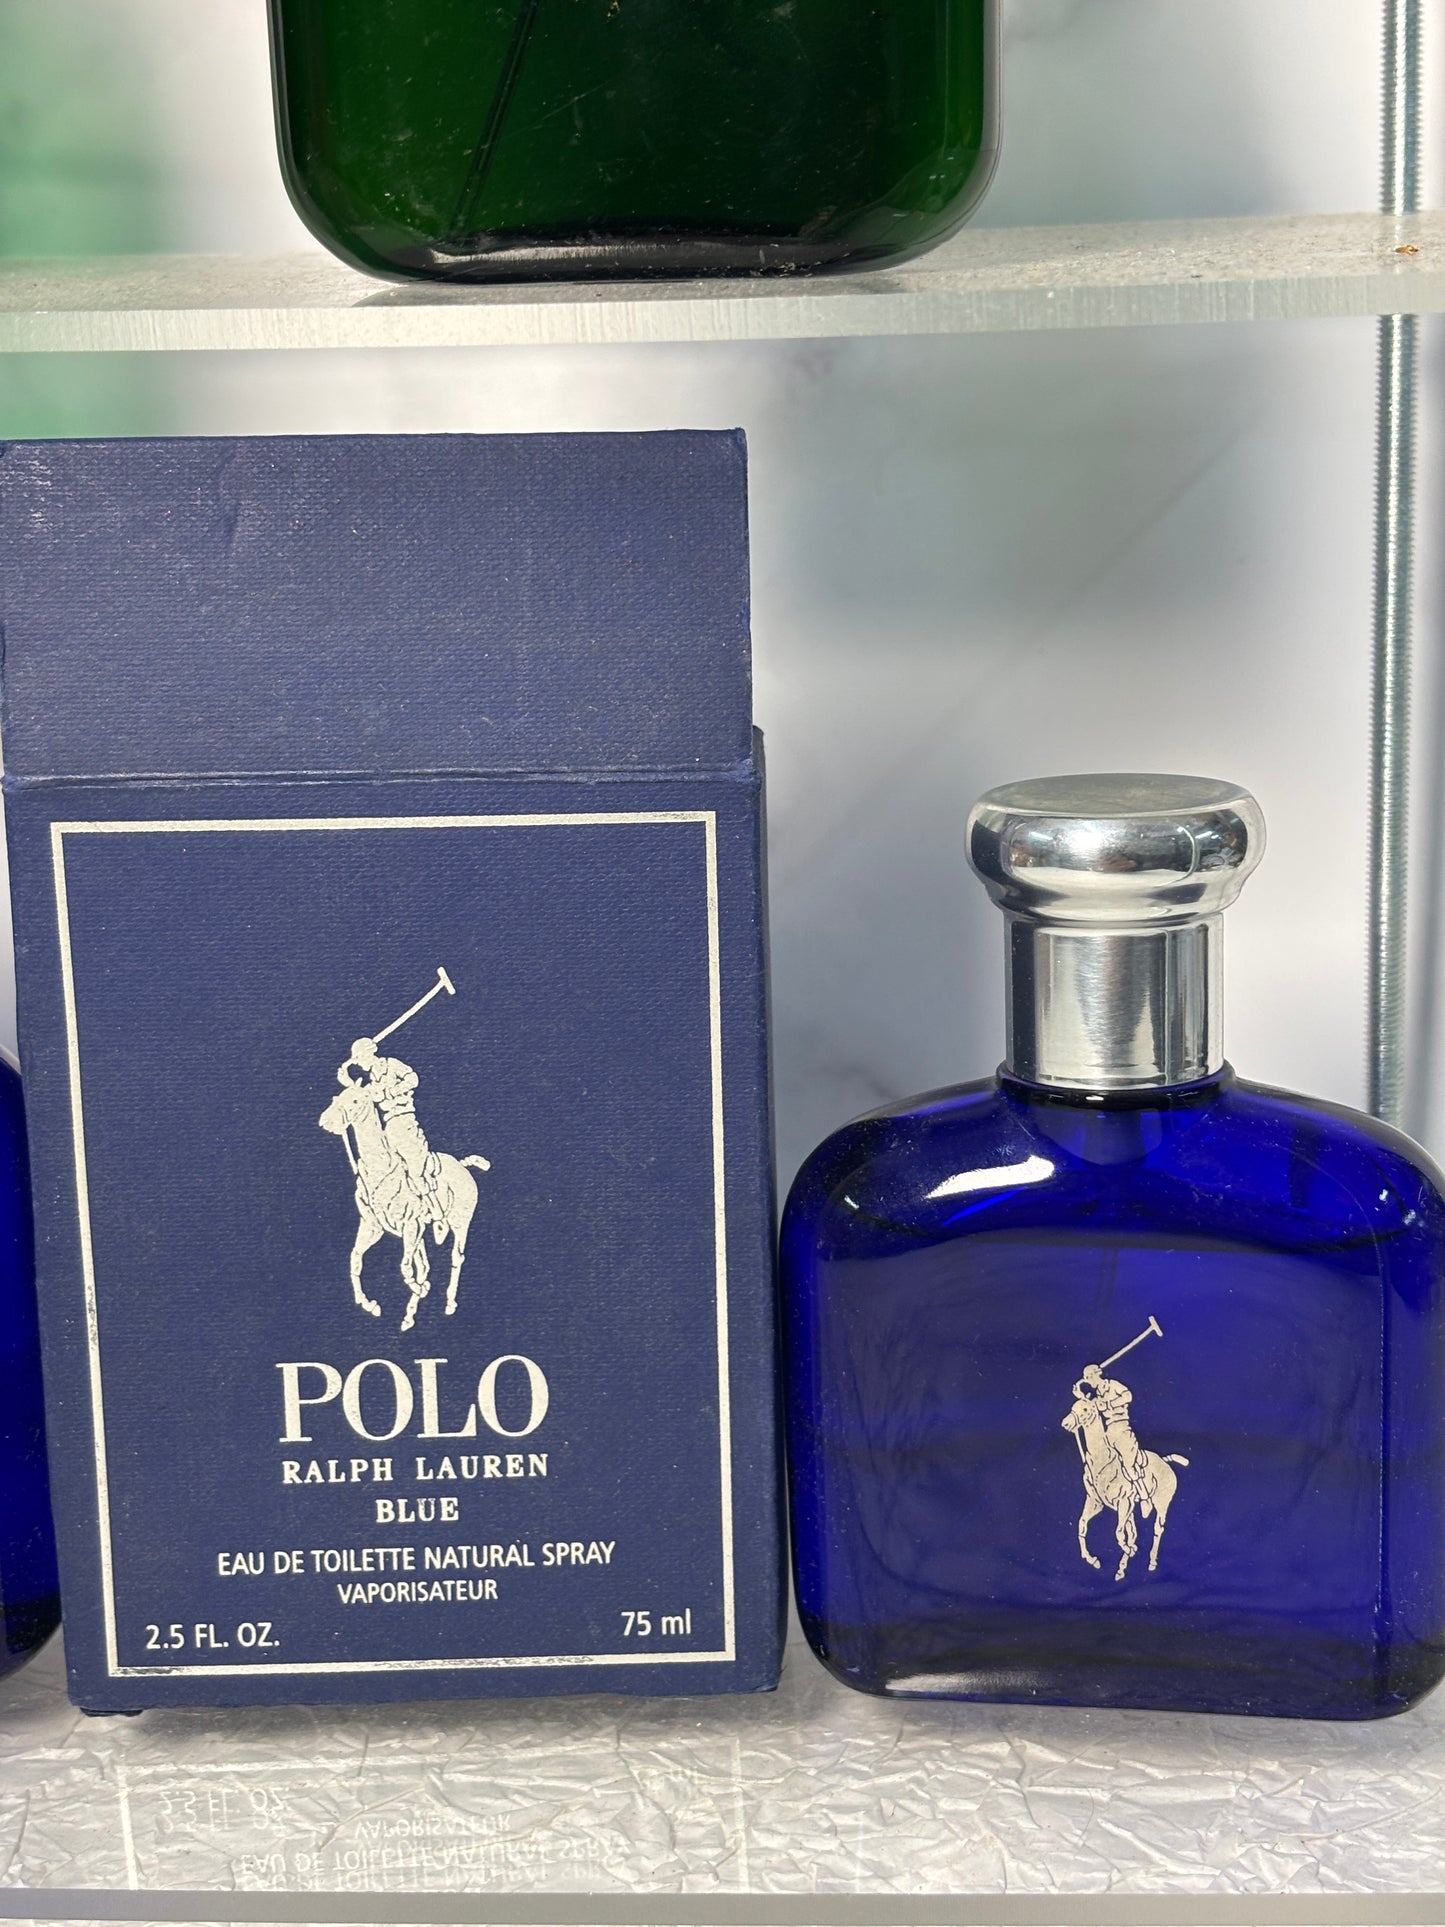 POLO
RALPH LAUREN
BLUE
EAU DE TOILETTE NATURAL SPRAY
VAPORISATEUR
2.5 FL. OZ. 75 ml